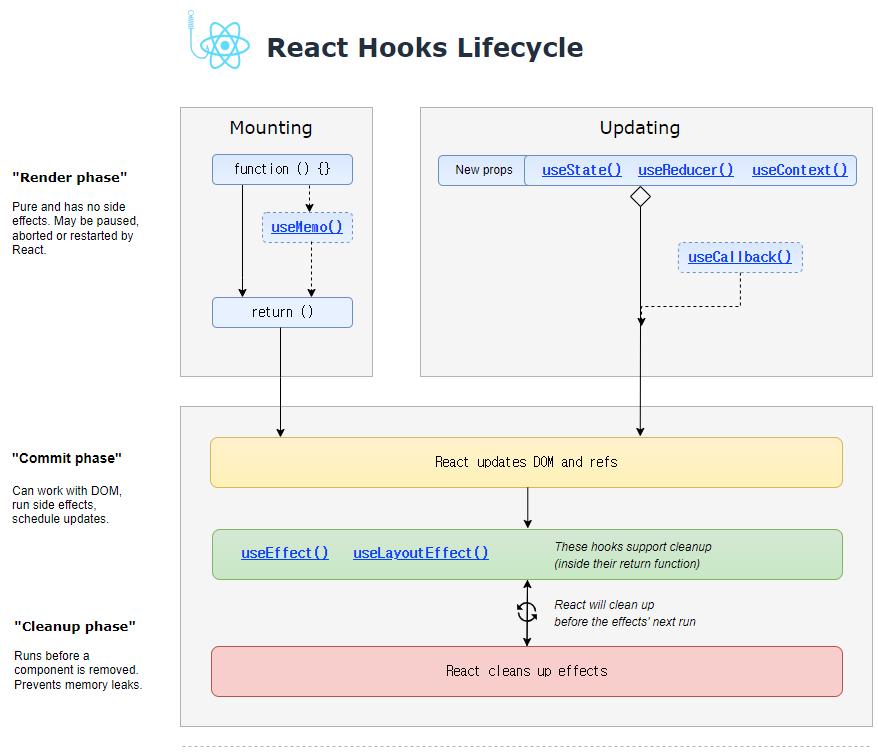 React Hooks Lifecycle
Mounting
Updating
"Render phase"
Pure and has no side
effects. May be paused,
aborted or restarted by
React.
function () {}
useMemo()
return ()
New props
useState()
useReducer()
useContext()
useCallback()
"Commit phase"
Can work with DOM,
run side effects,
schedule updates.
React updates DOM and refs
useEffect()
useLayoutEffect()
These hooks support cleanup
(inside their return function)
React will clean up
before the effects' next run
"Cleanup phase"
Runs before a
component is removed.
Prevents memory leaks.
React cleans up effects